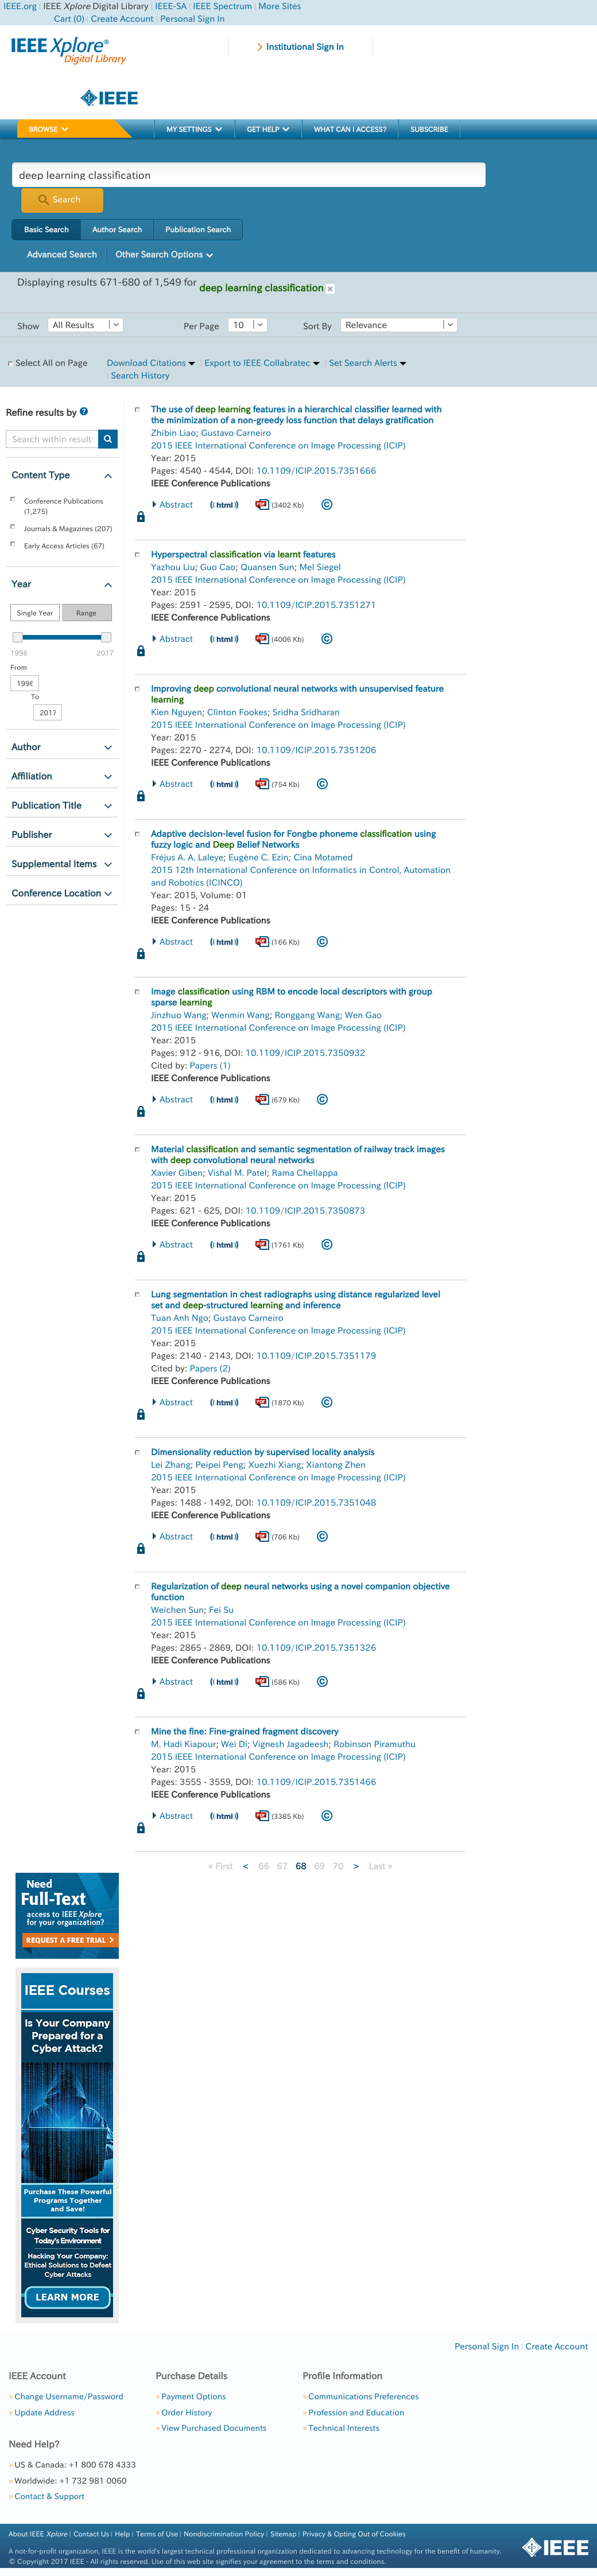 IEEE.org | IEEE Xplore Digital Library | IEEE-SA | IEEE Spectrum | More Sites
Cart (0) | Create Account | Personal Sign In
IEEE Xplore®
Digital Library
Institutional Sign In
IEEE
BROWSE
MY SETTINGS
GET HELP
WHAT CAN I ACCESS?
SUBSCRIBE
deep learning classification
Search
Basic Search
Author Search
Publication Search
Advanced Search
Other Search Options
Displaying results 671-680 of 1,549 for deep learning classification
Show All Results
Per Page 10
Sort By Relevance
Select All on Page
Download Citations | Export to IEEE Collabratec | Set Search Alerts
| Search History
Refine results by
Search within results
Content Type
Conference Publications
(1,275)
Journals & Magazines (207)
Early Access Articles (67)
Year
Single Year
Range
1996
2017
From
1996
To
2017
Author
Affiliation
Publication Title
Publisher
Supplemental Items
Conference Location
The use of deep learning features in a hierarchical classifier learned with
the minimization of a non-greedy loss function that delays gratification
Zhibin Liao; Gustavo Carneiro
2015 IEEE International Conference on Image Processing (ICIP)
Year: 2015
Pages: 4540 - 4544, DOI: 10.1109/ICIP.2015.7351666
IEEE Conference Publications
Abstract
((html))
PDF (3402 Kb)
©
Hyperspectral classification via learnt features
Yazhou Liu; Guo Cao; Quansen Sun; Mel Siegel
2015 IEEE International Conference on Image Processing (ICIP)
Year: 2015
Pages: 2591 - 2595, DOI: 10.1109/ICIP.2015.7351271
IEEE Conference Publications
Abstract
((html))
PDF (4006 Kb)
©
Improving deep convolutional neural networks with unsupervised feature
learning
Kien Nguyen; Clinton Fookes; Sridha Sridharan
2015 IEEE International Conference on Image Processing (ICIP)
Year: 2015
Pages: 2270 - 2274, DOI: 10.1109/ICIP.2015.7351206
IEEE Conference Publications
Abstract
((html))
PDF (754 Kb)
©
Adaptive decision-level fusion for Fongbe phoneme classification using
fuzzy logic and Deep Belief Networks
Fréjus A. A. Laleye; Eugène C. Ezin; Cina Motamed
2015 12th International Conference on Informatics in Control, Automation
and Robotics (ICINCO)
Year: 2015, Volume: 01
Pages: 15 - 24
IEEE Conference Publications
Abstract
((html))
PDF (166 Kb)
©
Image classification using RBM to encode local descriptors with group
sparse learning
Jinzhuo Wang; Wenmin Wang; Ronggang Wang; Wen Gao
2015 IEEE International Conference on Image Processing (ICIP)
Year: 2015
Pages: 912 - 916, DOI: 10.1109/ICIP.2015.7350932
Cited by: Papers (1)
IEEE Conference Publications
Abstract
((html))
PDF (679 Kb)
©
Material classification and semantic segmentation of railway track images
with deep convolutional neural networks
Xavier Giben; Vishal M. Patel; Rama Chellappa
2015 IEEE International Conference on Image Processing (ICIP)
Year: 2015
Pages: 621 - 625, DOI: 10.1109/ICIP.2015.7350873
IEEE Conference Publications
Abstract
((html))
PDF (1761 Kb)
©
Lung segmentation in chest radiographs using distance regularized level
set and deep-structured learning and inference
Tuan Anh Ngo; Gustavo Carneiro
2015 IEEE International Conference on Image Processing (ICIP)
Year: 2015
Pages: 2140 - 2143, DOI: 10.1109/ICIP.2015.7351179
Cited by: Papers (2)
IEEE Conference Publications
Abstract
((html))
PDF (1870 Kb)
©
Dimensionality reduction by supervised locality analysis
Lei Zhang; Peipei Peng; Xuezhi Xiang; Xiantong Zhen
2015 IEEE International Conference on Image Processing (ICIP)
Year: 2015
Pages: 1488 - 1492, DOI: 10.1109/ICIP.2015.7351048
IEEE Conference Publications
Abstract
((html))
PDF (706 Kb)
©
Regularization of deep neural networks using a novel companion objective
function
Weichen Sun; Fei Su
2015 IEEE International Conference on Image Processing (ICIP)
Year: 2015
Pages: 2865 - 2869, DOI: 10.1109/ICIP.2015.7351326
IEEE Conference Publications
Abstract
((html))
PDF (586 Kb)
©
Mine the fine: Fine-grained fragment discovery
M. Hadi Kiapour; Wei Di; Vignesh Jagadeesh; Robinson Piramuthu
2015 IEEE International Conference on Image Processing (ICIP)
Year: 2015
Pages: 3555 - 3559, DOI: 10.1109/ICIP.2015.7351466
IEEE Conference Publications
Abstract
((html))
PDF (3385 Kb)
©
« First < 66 67 68 69 70 > Last »
Need
Full-Text
access to IEEE Xplore
for your organization?
REQUEST A FREE TRIAL >
IEEE Courses
Is Your Company
Prepared for a
Cyber Attack?
Purchase These Powerful
Programs Together
and Save!
Cyber Security Tools for
Today's Environment
Hacking Your Company:
Ethical Solutions to Defeat
Cyber Attacks
LEARN MORE
Personal Sign In | Create Account
IEEE Account
» Change Username/Password
» Update Address
Purchase Details
» Payment Options
» Order History
» View Purchased Documents
Profile Information
» Communications Preferences
» Profession and Education
» Technical Interests
Need Help?
» US & Canada: +1 800 678 4333
» Worldwide: +1 732 981 0060
» Contact & Support
About IEEE Xplore | Contact Us | Help | Terms of Use | Nondiscrimination Policy | Sitemap | Privacy & Opting Out of Cookies
A not-for-profit organization, IEEE is the world's largest technical professional organization dedicated to advancing technology for the benefit of humanity.
© Copyright 2017 IEEE - All rights reserved. Use of this web site signifies your agreement to the terms and conditions.
IEEE